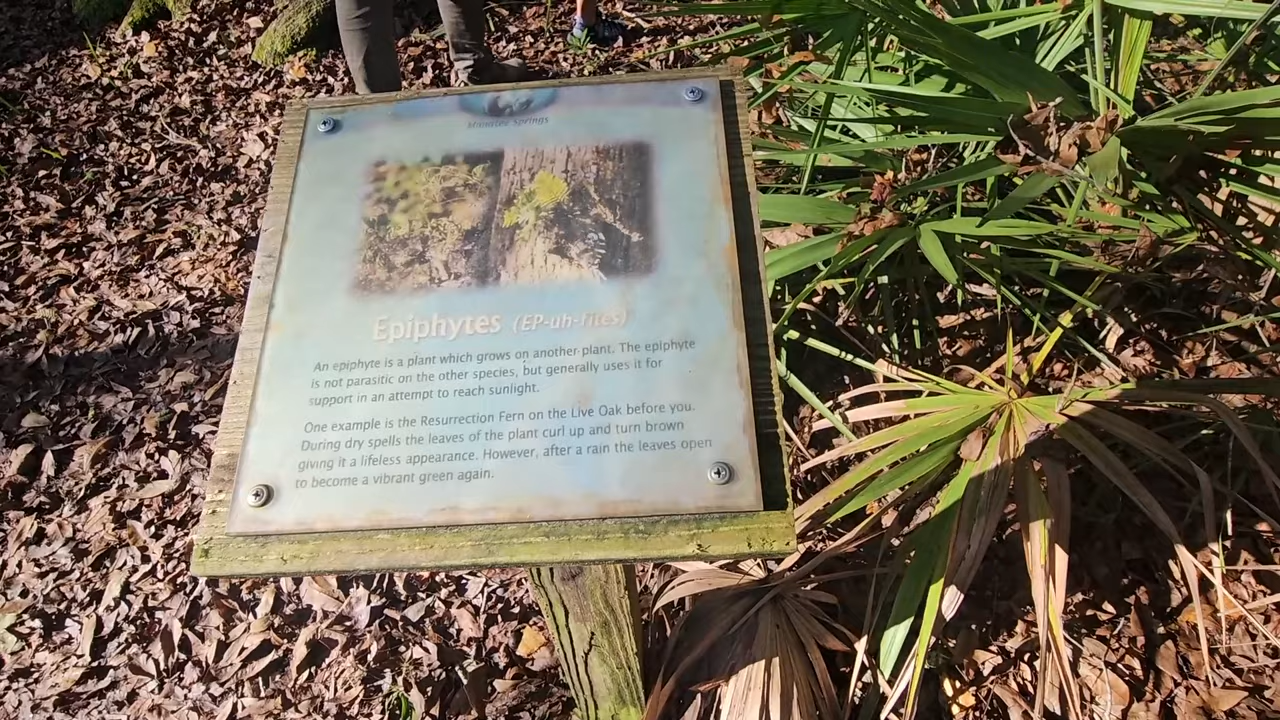 Manatee Springs
Epiphytes (EP-uh-fites)
An epiphyte is a plant which grows on another plant. The epiphyte
is not parasitic on the other species, but generally uses it for
support in an attempt to reach sunlight.
One example is the Resurrection Fern on the Live Oak before you.
During dry spells the leaves of the plant curl up and turn brown
giving it a lifeless appearance. However, after a rain the leaves open
to become a vibrant green again.